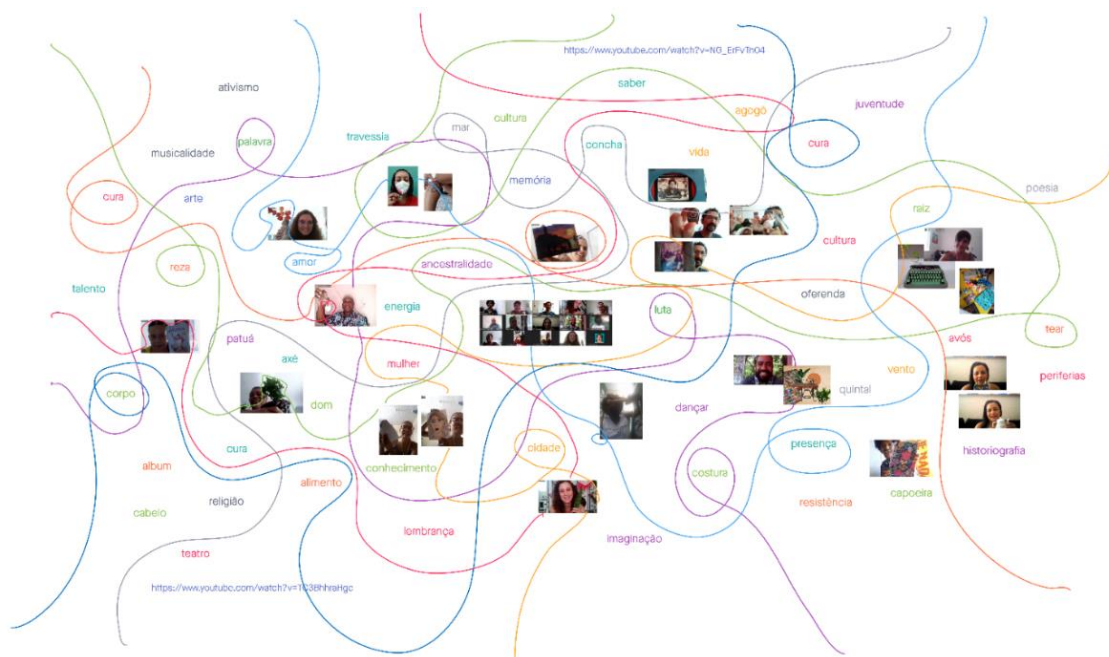 https://www.youtube.com/watch?v=NG_ErFvTnO4
saber
ativismo
agogô
juventude
mar
cultura
travessia
palavra
cura
concha
musicalidade
vida
memória
poesia
cura
arte
raiz
cultura
amor
ancestralidade
reza
talento
oferenda
energia
luta
tear
patuá
avós
axé
mulher
vento
periferias
corpo
dom
quintal
dançar
cura
presença
cidade
historiografia
album
conhecimento
costura
alimento
capoeira
religião
resistência
cabelo
lembrança
imaginação
teatro